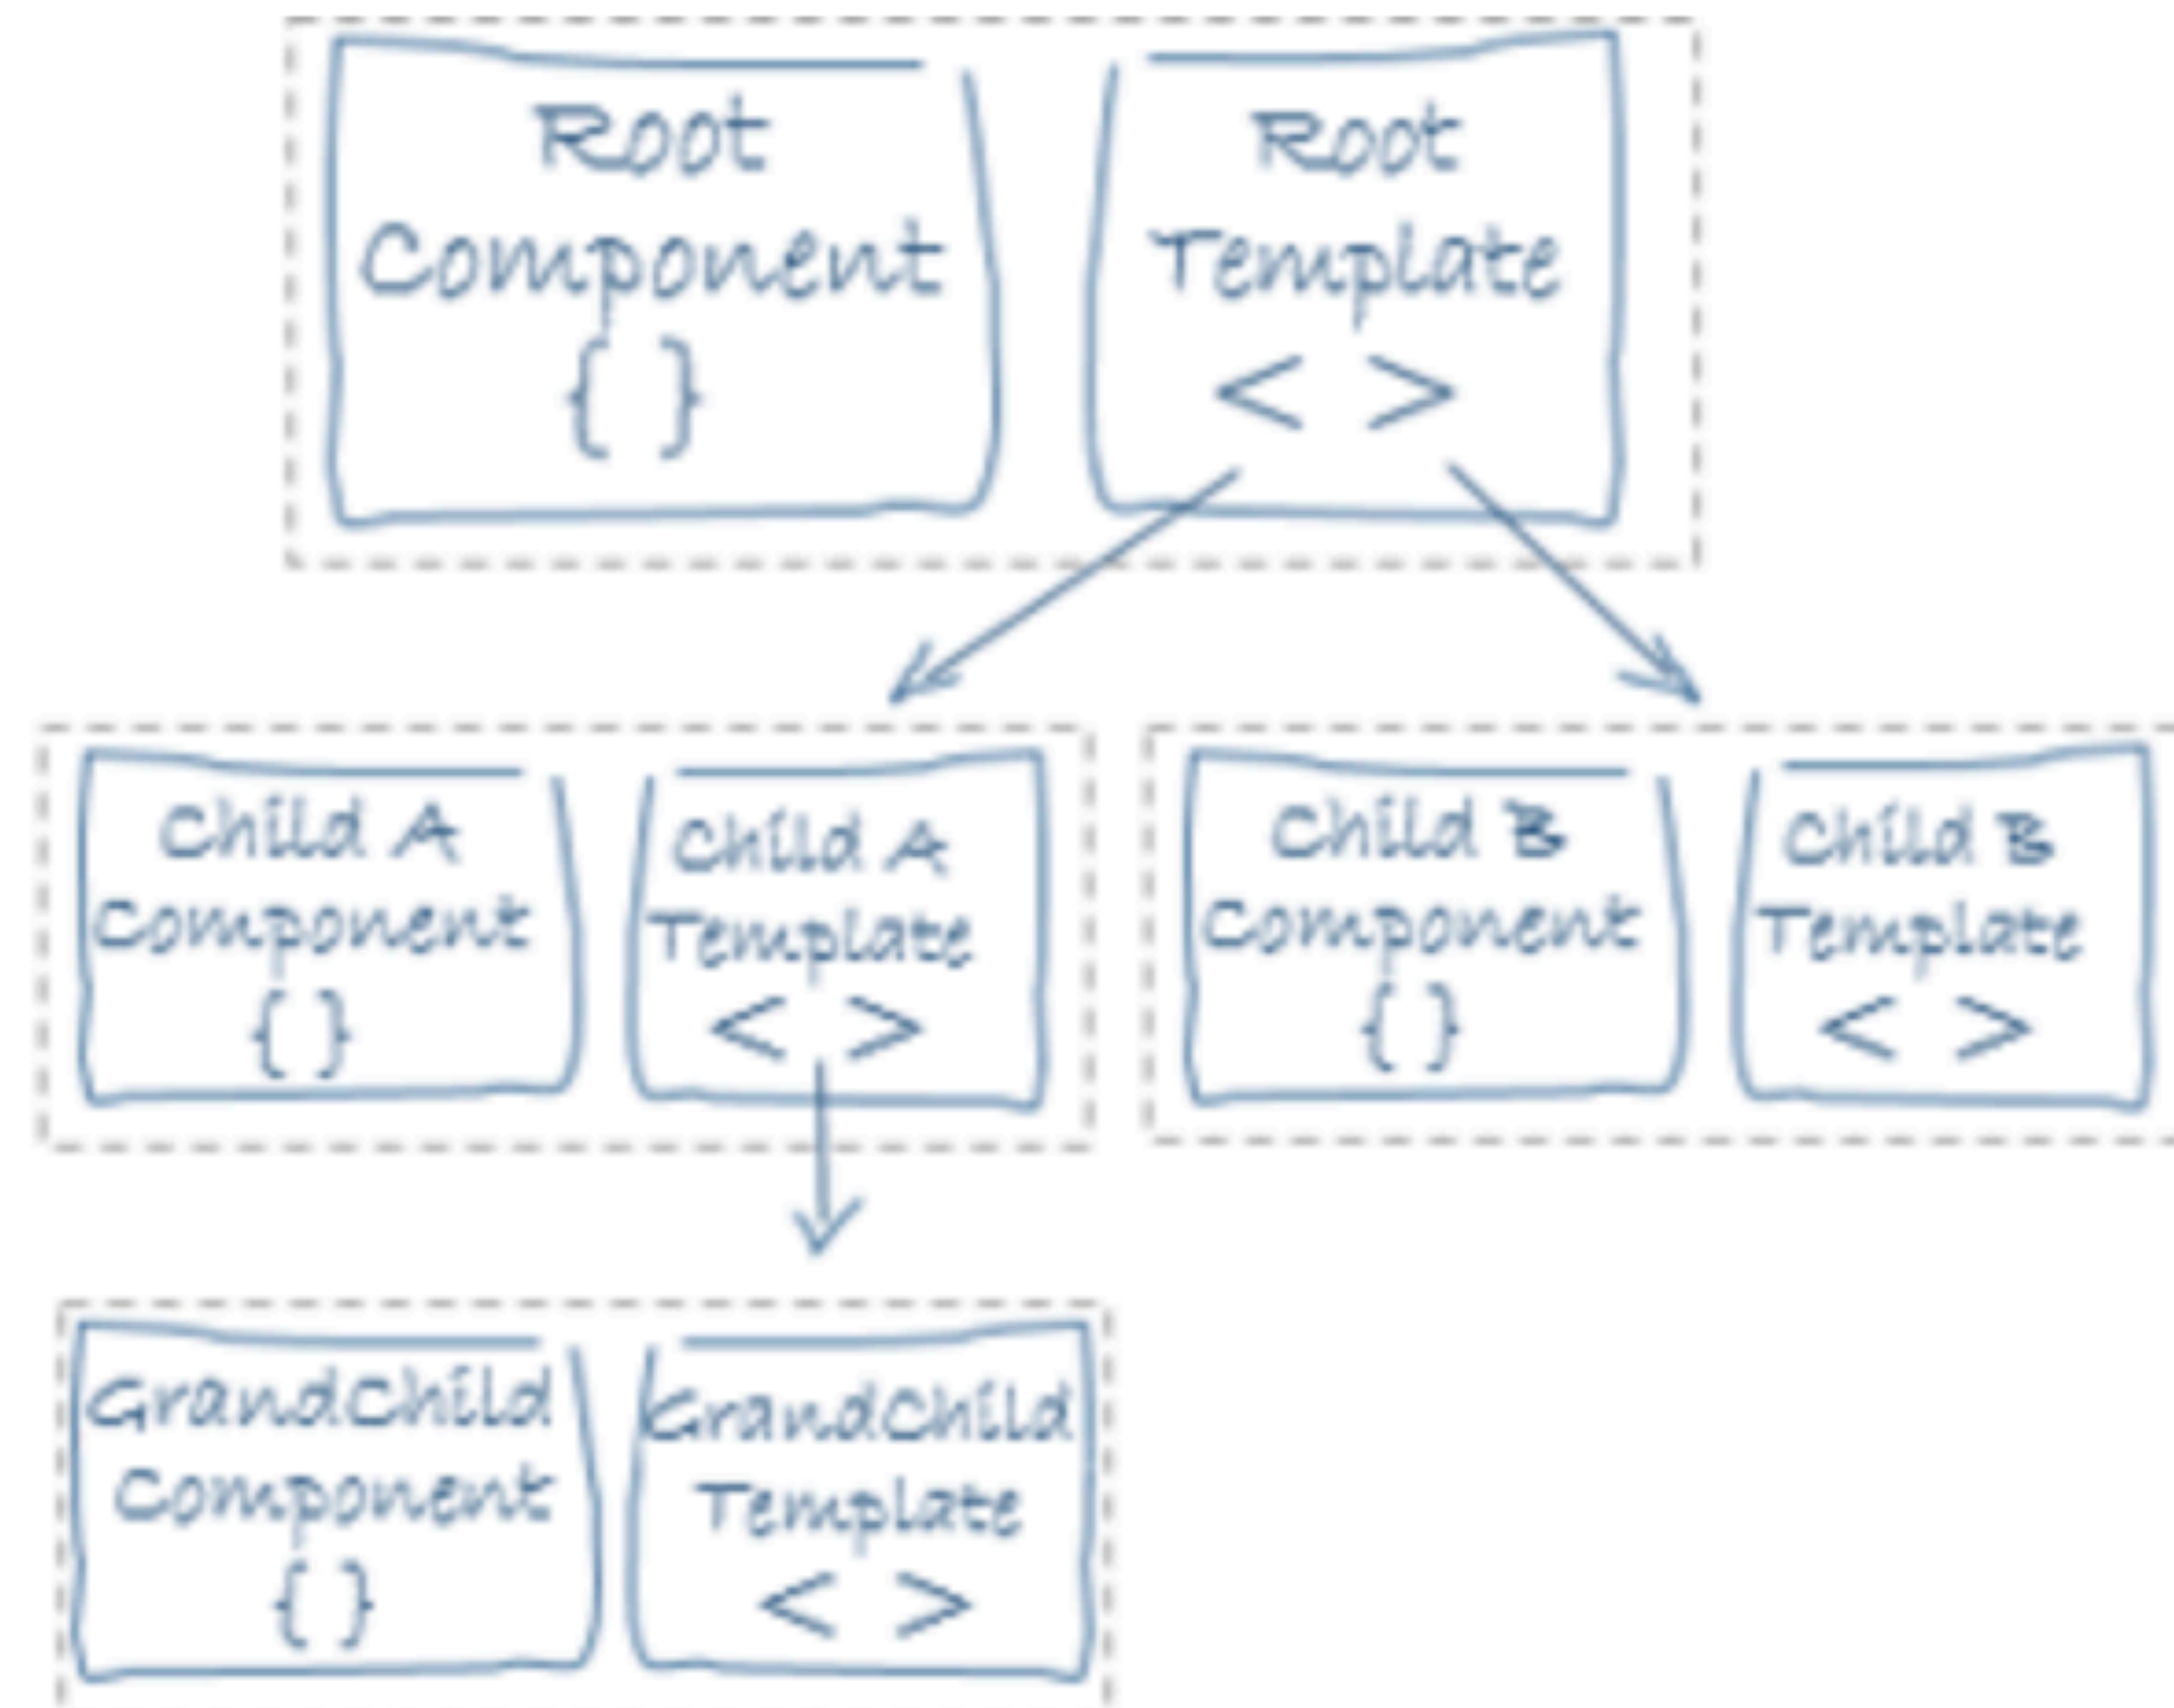 Root
Component
{ }
Root
Template
< >
Child A
Component
{ }
Child A
Template
< >
Child B
Component
{ }
Child B
Template
< >
GrandChild
Component
{ }
GrandChild
Template
< >